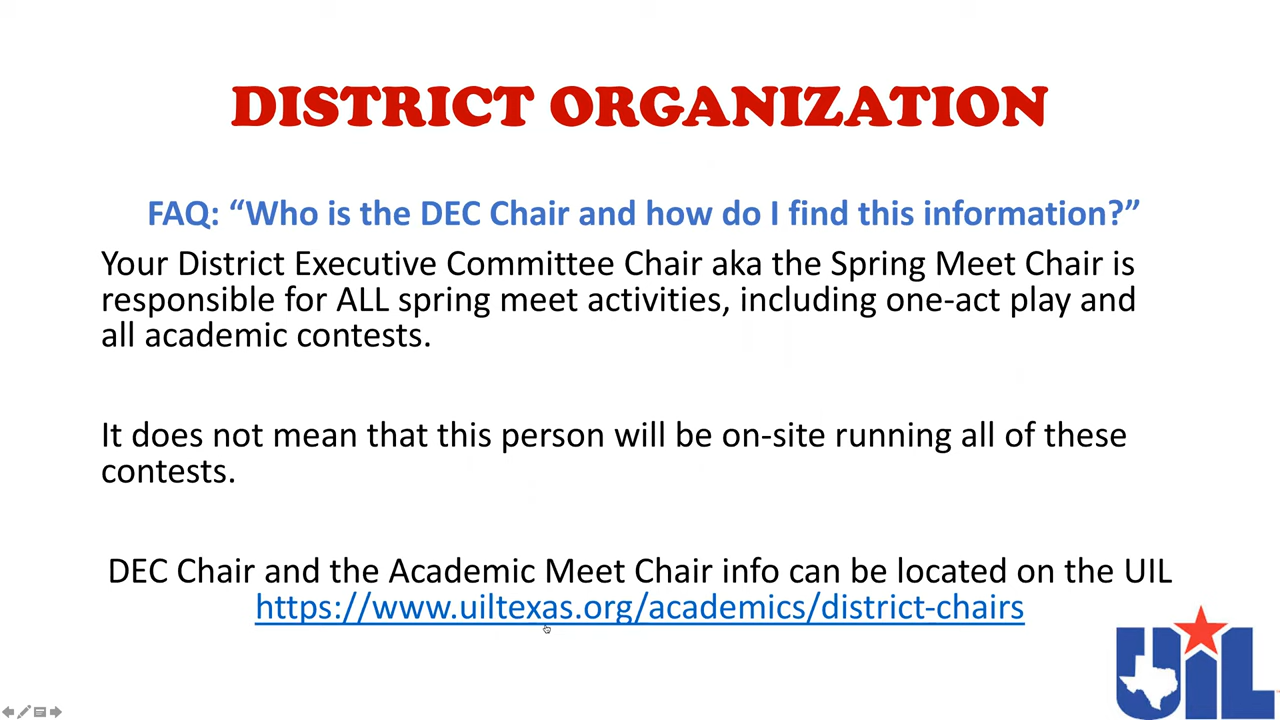 DISTRICT ORGANIZATION
FAQ: “Who is the DEC Chair and how do I find this information?”
Your District Executive Committee Chair aka the Spring Meet Chair is
responsible for ALL spring meet activities, including one-act play and
all academic contests.
It does not mean that this person will be on-site running all of these
contests.
DEC Chair and the Academic Meet Chair info can be located on the UIL
https://www.uiltexas.org/academics/district-chairs
UIL